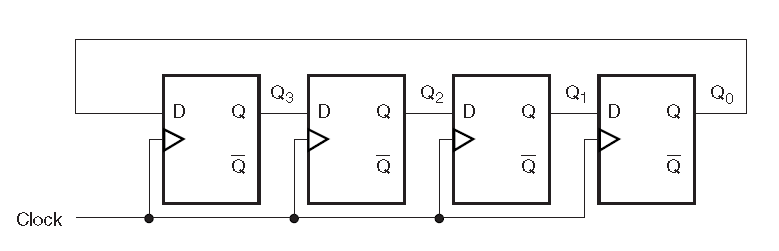 Q3 Q2 Q1 Q0
D Q D Q D Q D Q
Q̅ Q̅ Q̅ Q̅
Clock